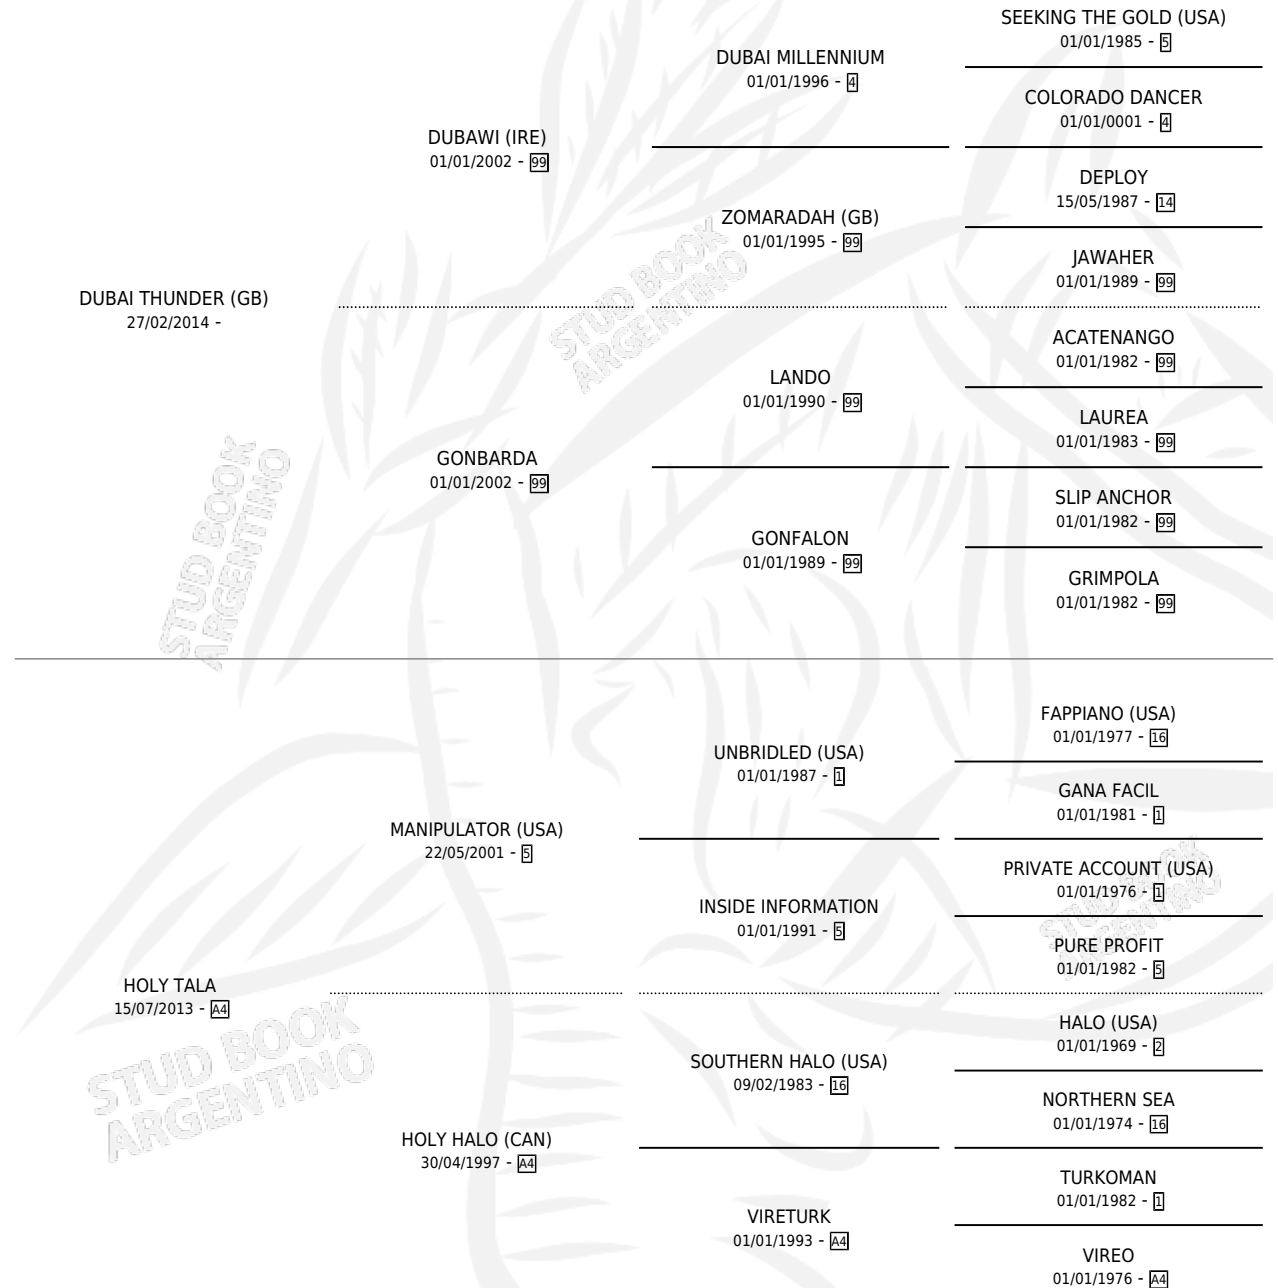 SEEKING THE GOLD (USA)
01/01/1985 - 5
DUBAI MILLENNIUM
01/01/1996 - 4
COLORADO DANCER
01/01/0001 - 4
DUBAWI (IRE)
01/01/2002 - 99
DEPLOY
15/05/1987 - 14
ZOMARADAH (GB)
01/01/1995 - 99
JAWAHER
01/01/1989 - 99
DUBAI THUNDER (GB)
27/02/2014 -
STUD BOOK
ARGENTINO
ACATENANGO
01/01/1982 - 99
LANDO
01/01/1990 - 99
LAUREA
01/01/1983 - 99
GONBARDA
01/01/2002 - 99
SLIP ANCHOR
01/01/1982 - 99
GONFALON
01/01/1989 - 99
GRIMPOLA
01/01/1982 - 99
STUD BOOK
ARGENTINO
FAPPIANO (USA)
01/01/1977 - 16
UNBRIDLED (USA)
01/01/1987 - 1
GANA FACIL
01/01/1981 - 1
MANIPULATOR (USA)
22/05/2001 - 5
PRIVATE ACCOUNT (USA)
01/01/1976 - 1
INSIDE INFORMATION
01/01/1991 - 5
STUD BOOK
ARGENTINO
PURE PROFIT
01/01/1982 - 5
HOLY TALA
15/07/2013 - A4
HALO (USA)
01/01/1969 - 2
SOUTHERN HALO (USA)
09/02/1983 - 16
NORTHERN SEA
01/01/1974 - 16
STUD BOOK
ARGENTINO
HOLY HALO (CAN)
30/04/1997 - A4
TURKOMAN
01/01/1982 - 1
VIRETURK
01/01/1993 - A4
VIREO
01/01/1976 - A4